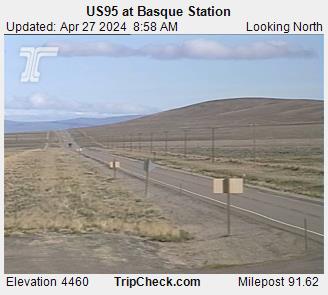 US95 at Basque Station
Updated: Apr 27 2024 8:58 AM Looking North
Elevation 4460 TripCheck.com Milepost 91.62